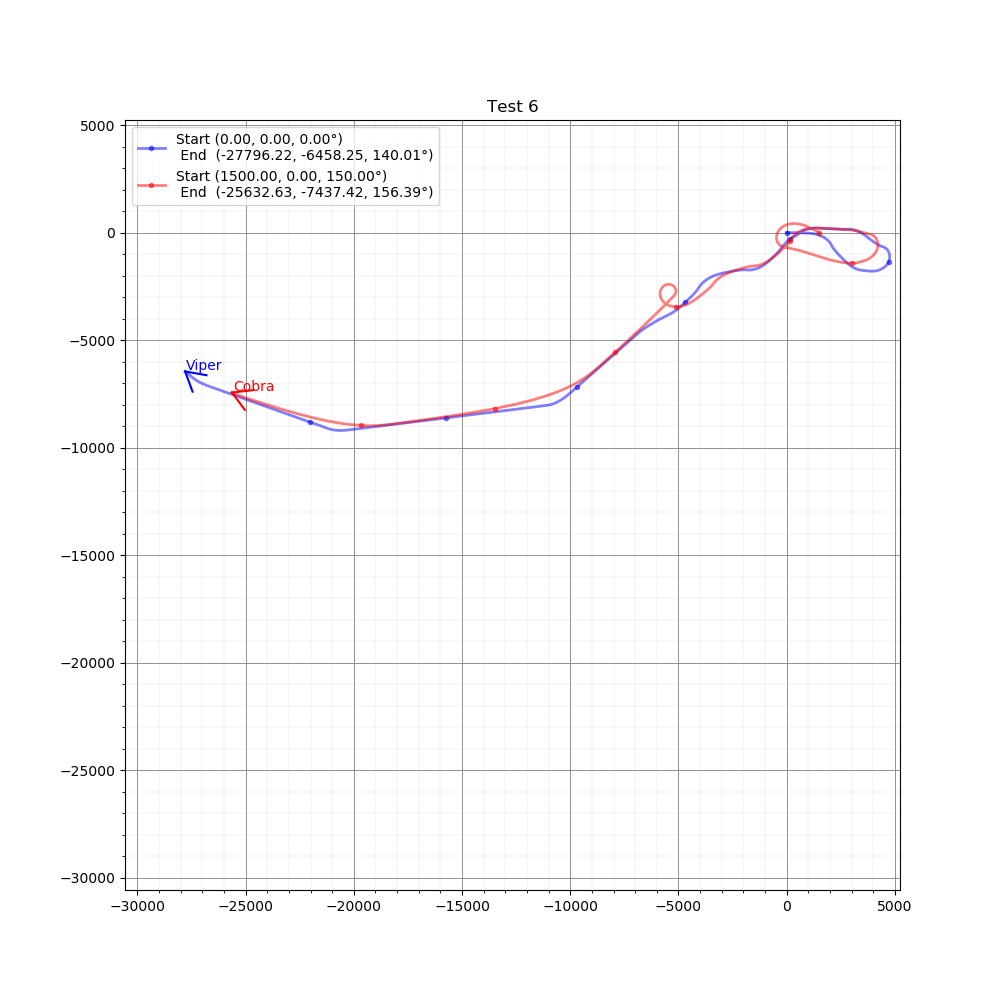 Test 6
Start (0.00, 0.00, 0.00°)
End  (-27796.22, -6458.25, 140.01°)
Start (1500.00, 0.00, 150.00°)
End  (-25632.63, -7437.42, 156.39°)
5000
0
−5000
−10000
−15000
−20000
−25000
−30000
Viper
Cobra
−30000 −25000 −20000 −15000 −10000 −5000 0 5000